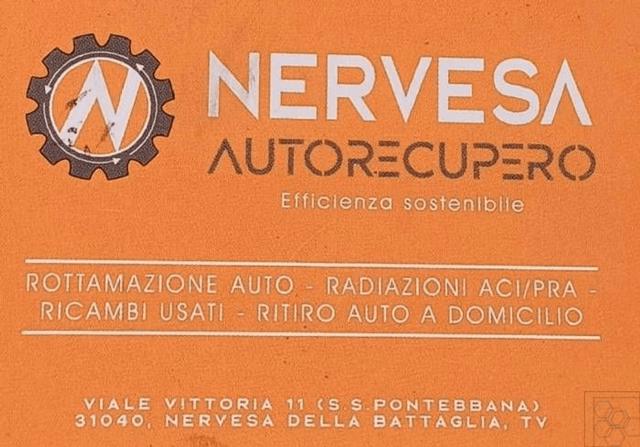 N
NERVESA
AUTORECUPERO
Efficienza sostenibile
ROTTAMAZIONE AUTO - RADIAZIONI ACI/PRA -
RICAMBI USATI - RITIRO AUTO A DOMICILIO
VIALE VITTORIA 11 (S.S.PONTEBBANA)
31040, NERVESA DELLA BATTAGLIA, TV